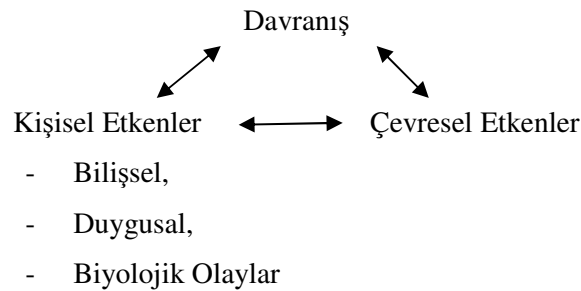 Davranış
Kişisel Etkenler Çevresel Etkenler
- Bilişsel,
- Duygusal,
- Biyolojik Olaylar